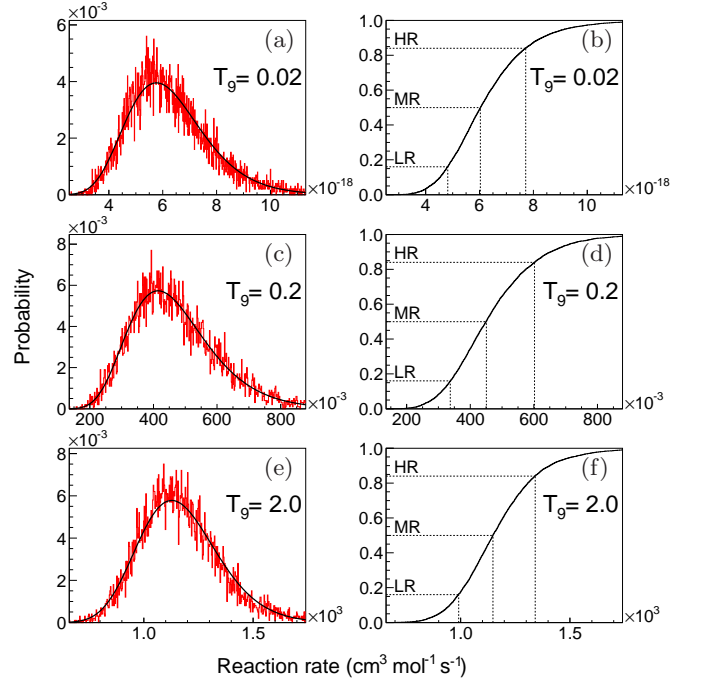 ×10⁻³
6
4
2
0
(a)
T₉= 0.02
4
6
8
10
×10⁻¹⁸
1.0
0.8
0.6
0.4
0.2
0.0
HR
MR
LR
(b)
T₉= 0.02
4
6
8
10
×10⁻¹⁸
×10⁻³
8
6
4
2
0
(c)
T₉= 0.2
200
400
600
800
×10⁻³
1.0
0.8
0.6
0.4
0.2
0.0
HR
MR
LR
(d)
T₉= 0.2
200
400
600
800
×10⁻³
Probability
×10⁻³
8
6
4
2
0
(e)
T₉= 2.0
1.0
1.5
×10³
1.0
0.8
0.6
0.4
0.2
0.0
HR
MR
LR
(f)
T₉= 2.0
1.0
1.5
×10³
Reaction rate (cm³ mol⁻¹ s⁻¹)